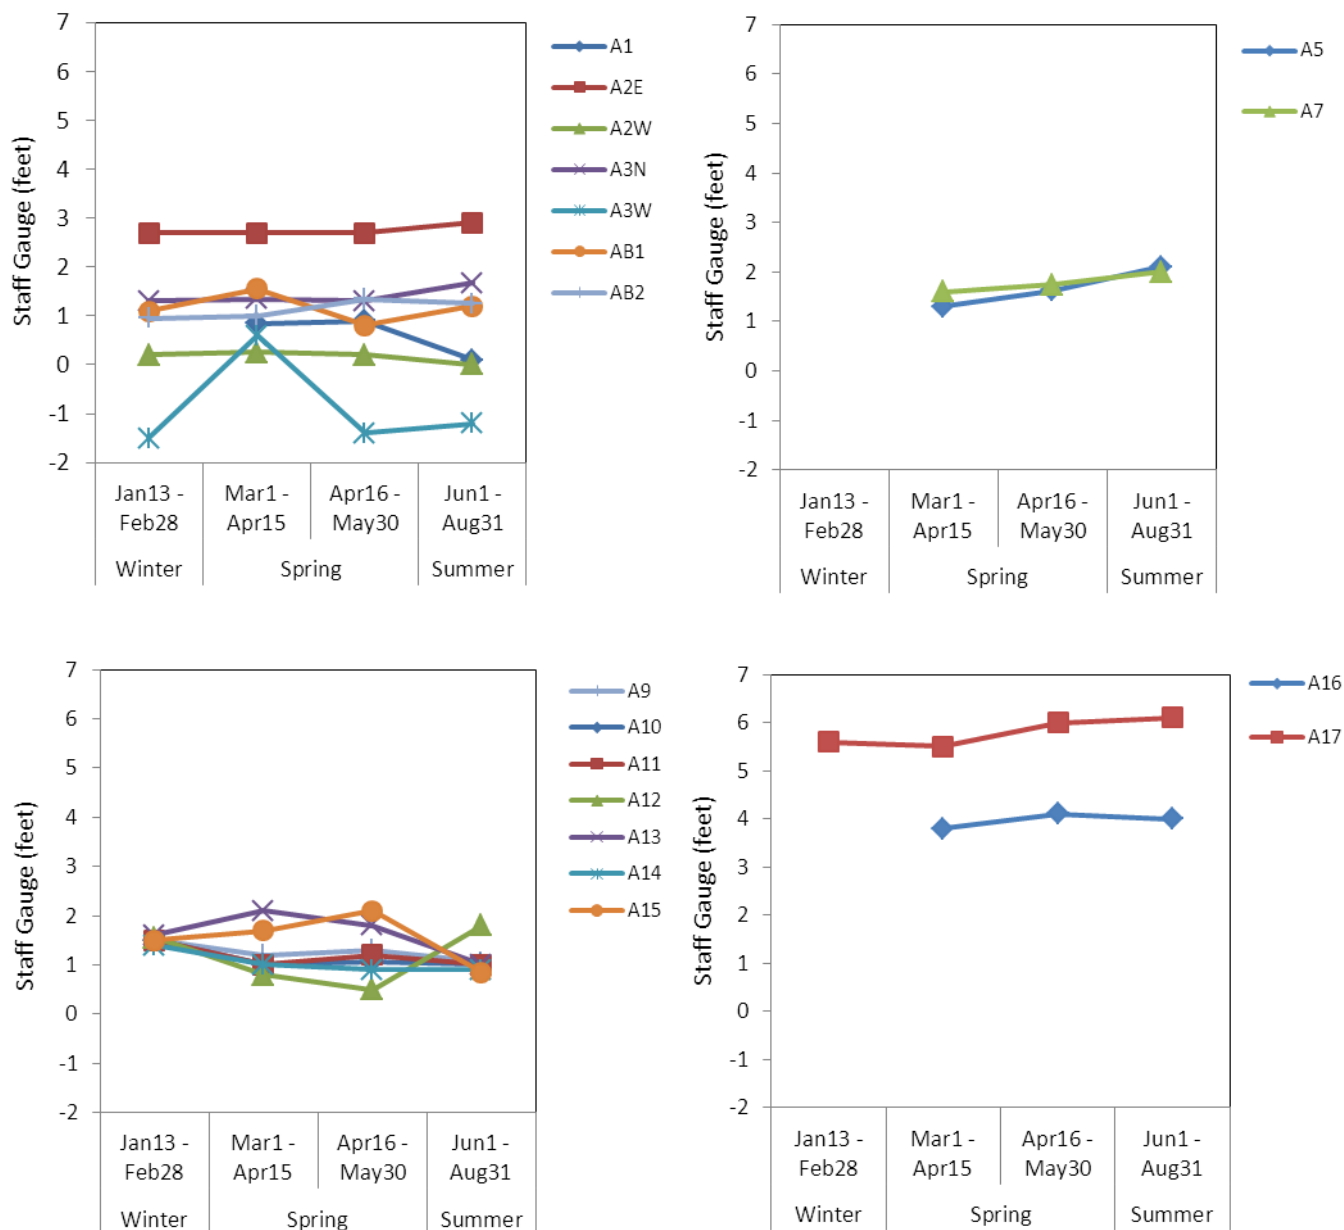 7
6
5
4
3
2
1
0
-1
-2
Staff Gauge (feet)
Jan13 - Mar1 - Apr16 - Jun1 -
Feb28 Apr15 May30 Aug31
Winter Spring Summer
A1
A2E
A2W
A3N
A3W
AB1
AB2
7
6
5
4
3
2
1
0
-1
-2
Staff Gauge (feet)
Jan13 - Mar1 - Apr16 - Jun1 -
Feb28 Apr15 May30 Aug31
Winter Spring Summer
A5
A7
7
6
5
4
3
2
1
0
-1
-2
Staff Gauge (feet)
Jan13 - Mar1 - Apr16 - Jun1 -
Feb28 Apr15 May30 Aug31
Winter Spring Summer
A9
A10
A11
A12
A13
A14
A15
7
6
5
4
3
2
1
0
-1
-2
Staff Gauge (feet)
Jan13 - Mar1 - Apr16 - Jun1 -
Feb28 Apr15 May30 Aug31
Winter Spring Summer
A16
A17